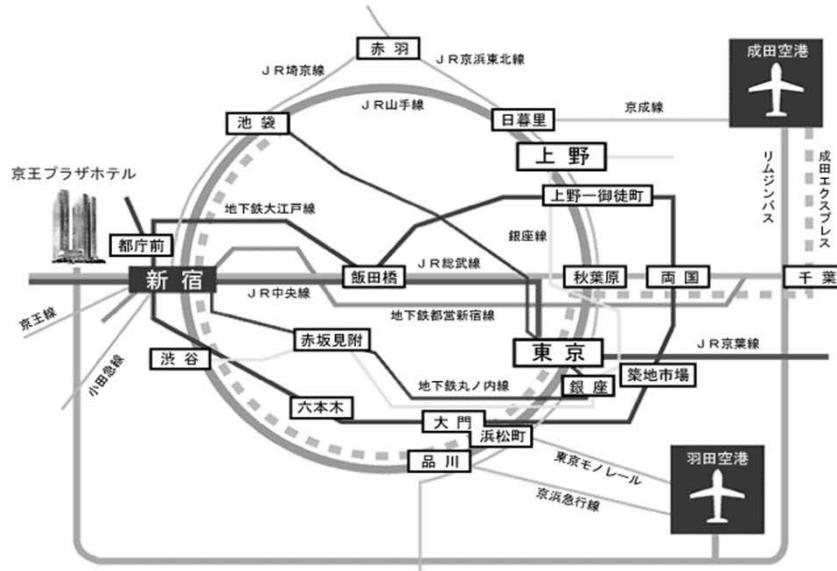 赤羽
成田空港
JR埼京線
JR京浜東北線
JR山手線
池袋
日暮里
京成線
上野
京王プラザホテル
リムジンバス
成田エクスプレス
上野一御徒町
地下鉄大江戸線
都庁前
銀座線
新宿
飯田橋
JR総武線
秋葉原
両国
千葉
JR中央線
京王線
地下鉄都営新宿線
赤坂見附
東京
JR京葉線
小田急線
渋谷
地下鉄丸ノ内線
銀座
築地市場
六本木
大門
浜松町
品川
東京モノレール
羽田空港
京浜急行線